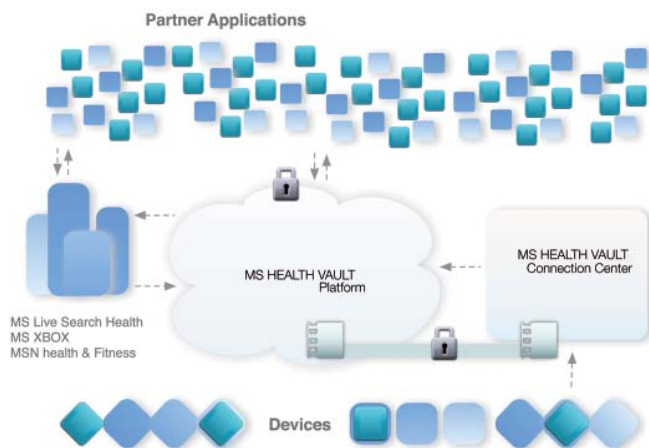 Partner Applications
MS HEALTH VAULT
Platform
MS HEALTH VAULT
Connection Center
MS Live Search Health
MS XBOX
MSN health & Fitness
Devices